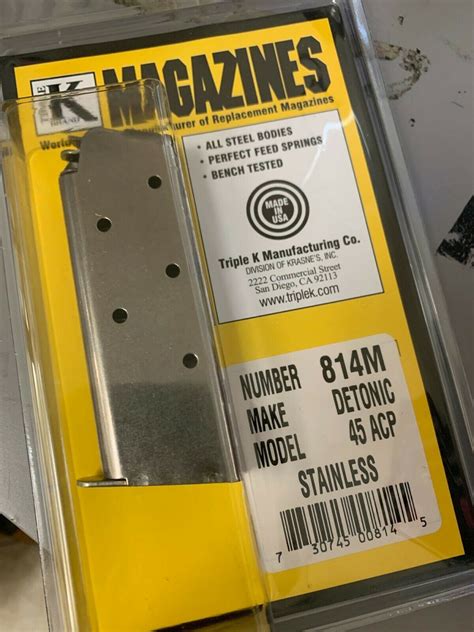 K
MAGAZINES
World
urer of Replacement Magazines
• ALL STEEL BODIES
• PERFECT FEED SPRINGS
• BENCH TESTED
MADE
IN
USA
Triple K Manufacturing Co.
DIVISION OF KRASNE'S, INC.
2222 Commercial Street
San Diego, CA 92113
www.triplek.com
NUMBER 814M
MAKE DETONIC
MODEL 45 ACP
STAINLESS
7 30745 00814 5